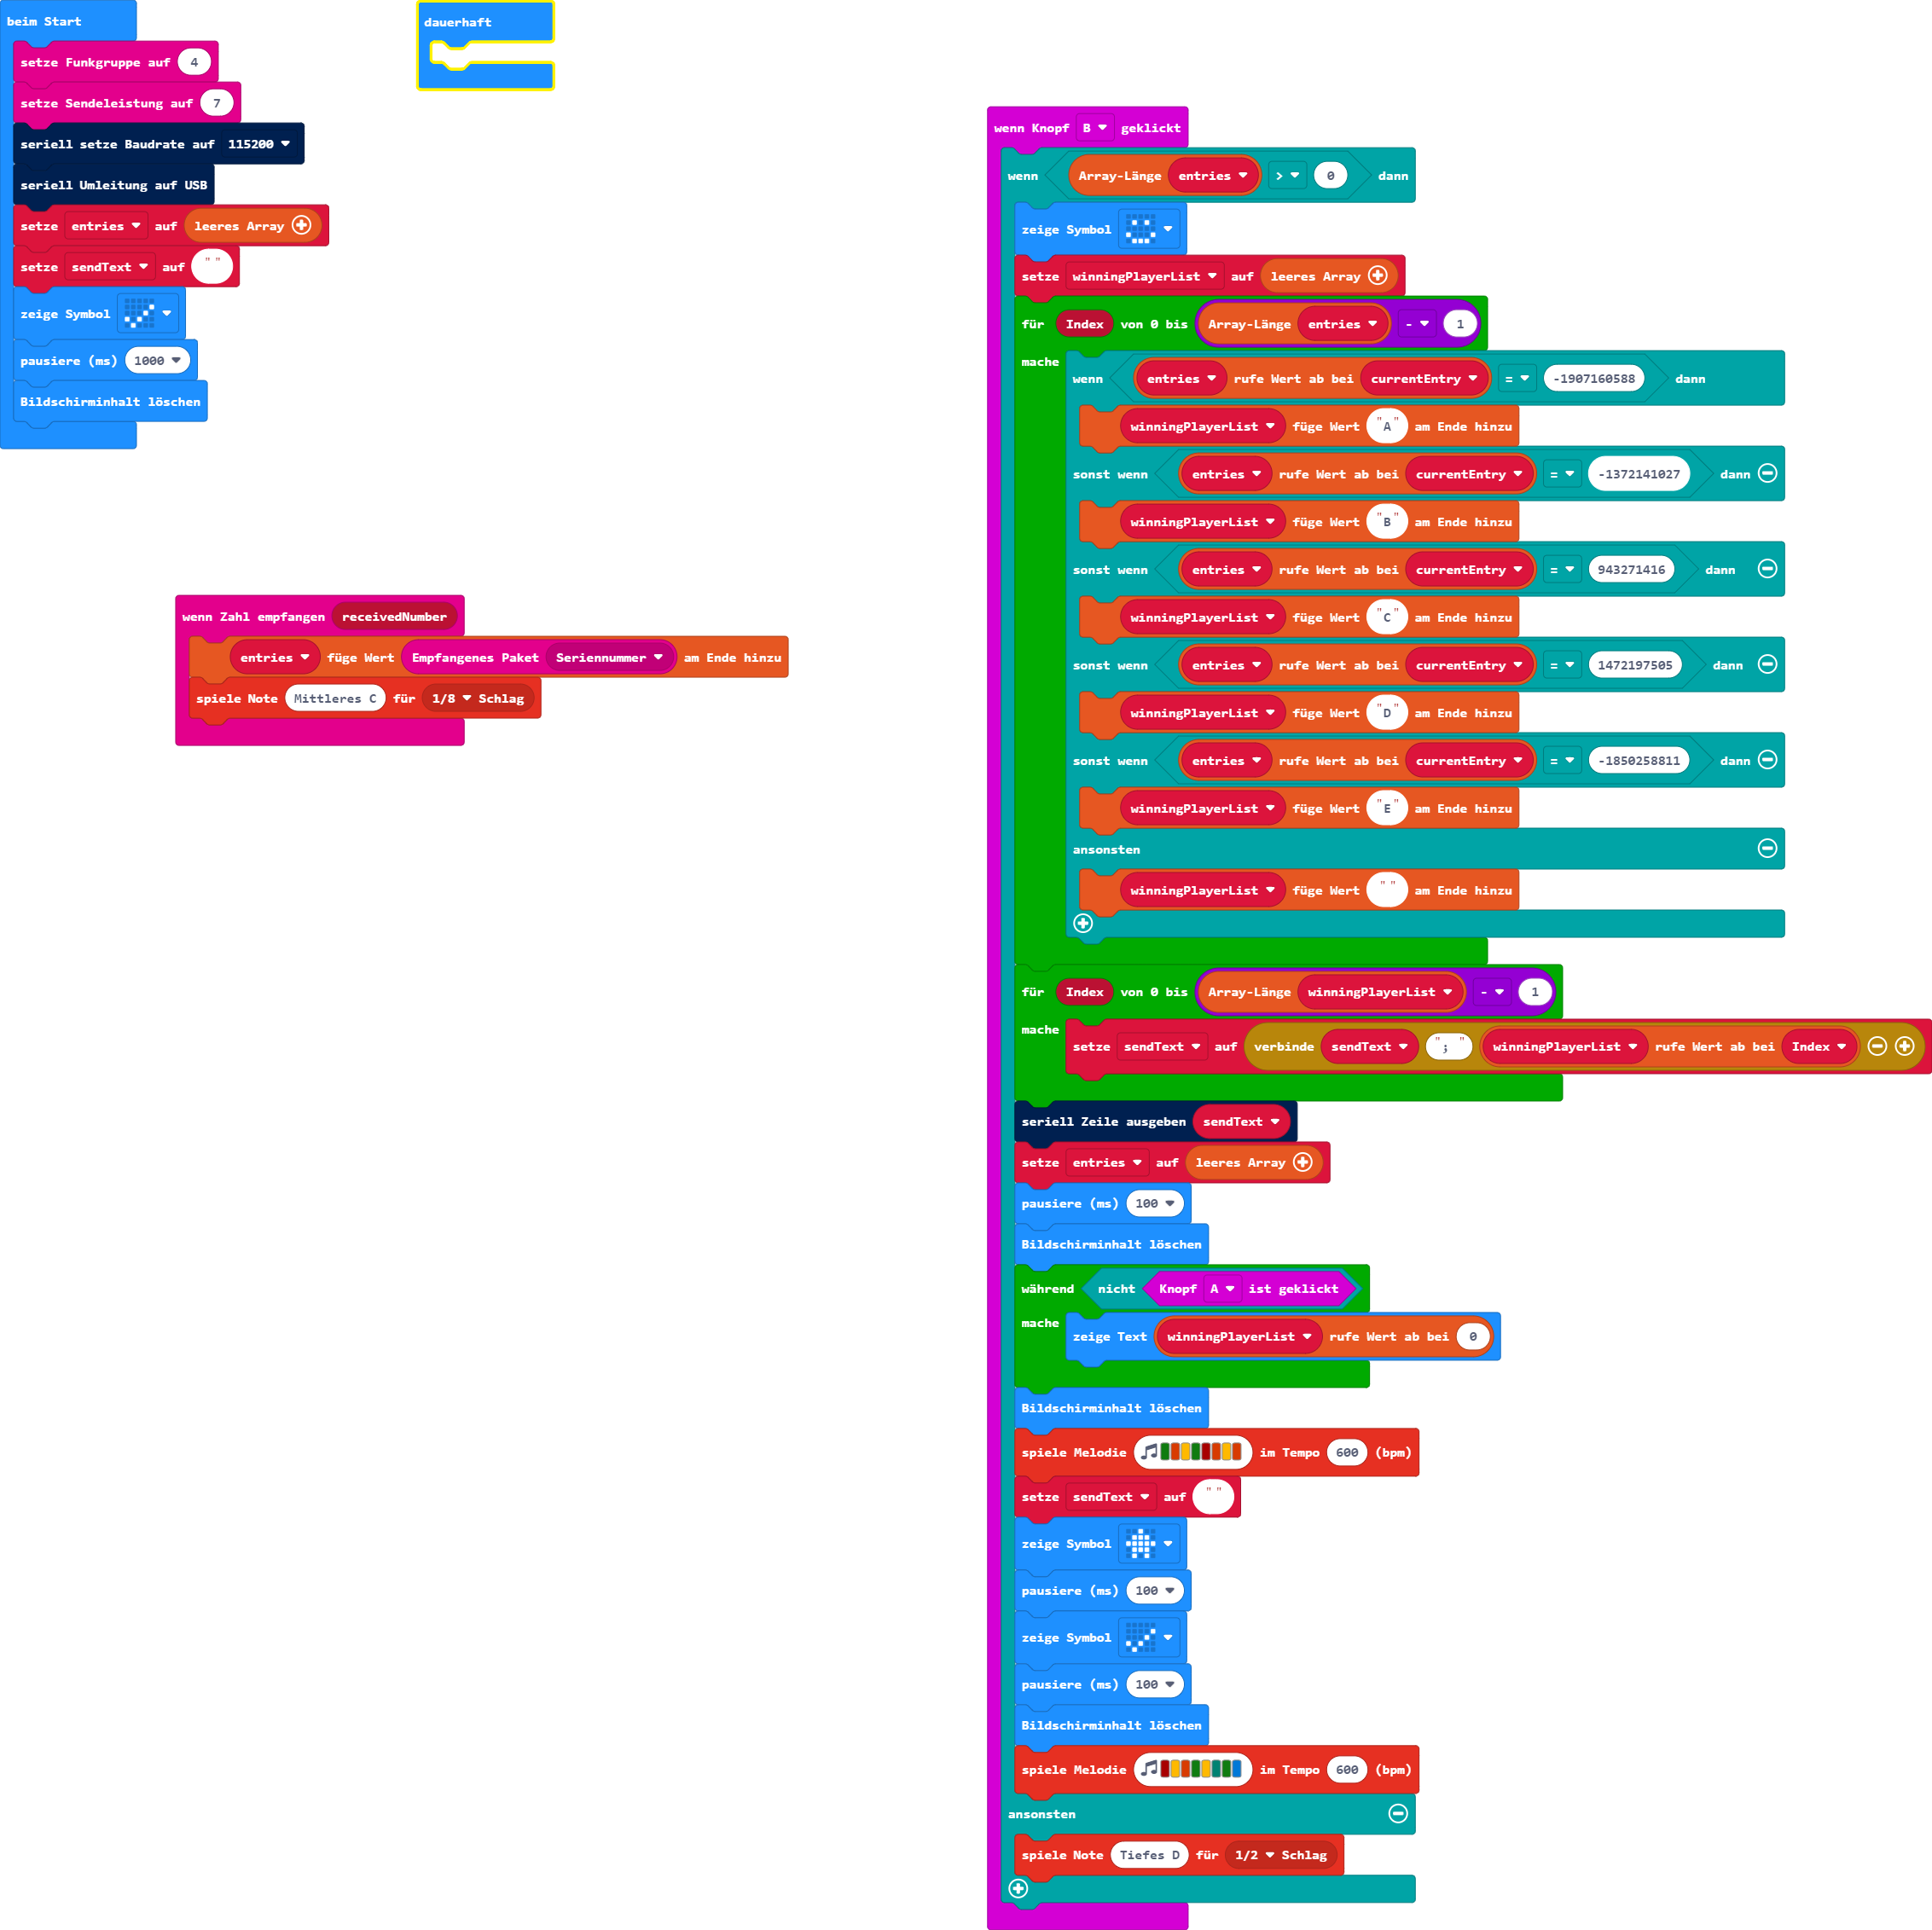 beim Start
setze Funkgruppe auf 4
setze Sendeleistung auf 7
seriell setze Baudrate auf 115200
seriell Umleitung auf USB
setze entries auf leeres Array
setze sendText auf " "
zeige Symbol
pausiere (ms) 1000
Bildschirminhalt löschen
dauerhaft
wenn Zahl empfangen receivedNumber
entries füge Wert Empfangenes Paket Seriennummer am Ende hinzu
spiele Note Mittleres C für 1/8 Schlag
wenn Knopf B geklickt
wenn Array-Länge entries > 0 dann
zeige Symbol
setze winningPlayerList auf leeres Array
für Index von 0 bis Array-Länge entries - 1
mache
wenn entries rufe Wert ab bei currentEntry = -1907160588 dann
winningPlayerList füge Wert "A" am Ende hinzu
sonst wenn entries rufe Wert ab bei currentEntry = -1372141027 dann
winningPlayerList füge Wert "B" am Ende hinzu
sonst wenn entries rufe Wert ab bei currentEntry = 943271416 dann
winningPlayerList füge Wert "C" am Ende hinzu
sonst wenn entries rufe Wert ab bei currentEntry = 1472197505 dann
winningPlayerList füge Wert "D" am Ende hinzu
sonst wenn entries rufe Wert ab bei currentEntry = -1850258811 dann
winningPlayerList füge Wert "E" am Ende hinzu
ansonsten
winningPlayerList füge Wert " " am Ende hinzu
für Index von 0 bis Array-Länge winningPlayerList - 1
mache
setze sendText auf verbinde sendText "; " winningPlayerList rufe Wert ab bei Index
seriell Zeile ausgeben sendText
setze entries auf leeres Array
pausiere (ms) 100
Bildschirminhalt löschen
während nicht Knopf A ist geklickt
mache
zeige Text winningPlayerList rufe Wert ab bei 0
Bildschirminhalt löschen
spiele Melodie im Tempo 600 (bpm)
setze sendText auf " "
zeige Symbol
pausiere (ms) 100
zeige Symbol
pausiere (ms) 100
Bildschirminhalt löschen
spiele Melodie im Tempo 600 (bpm)
ansonsten
spiele Note Tiefes D für 1/2 Schlag